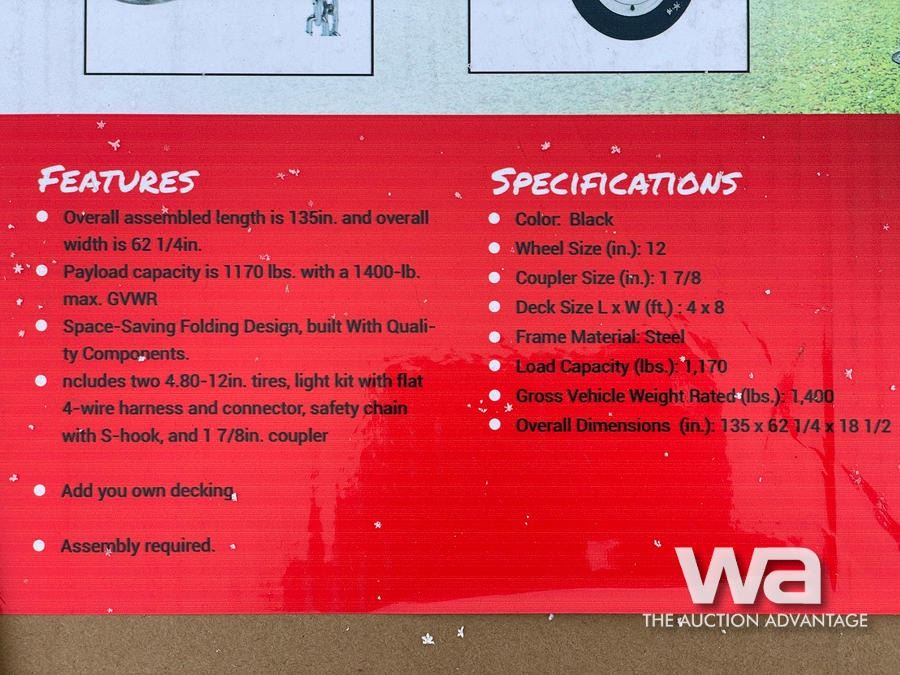 FEATURES
Overall assembled length is 135in. and overall
width is 62 1/4in.
Payload capacity is 1170 lbs. with a 1400-lb.
max. GVWR
Space-Saving Folding Design, built With Quali-
ty Components.
ncludes two 4.80-12in. tires, light kit with flat
4-wire harness and connector, safety chain
with S-hook, and 1 7/8in. coupler
Add you own decking.
Assembly required.
SPECIFICATIONS
Color: Black
Wheel Size (in.): 12
Coupler Size (in.): 1 7/8
Deck Size L x W (ft.) : 4 x 8
Frame Material: Steel
Load Capacity (lbs.): 1,170
Gross Vehicle Weight Rated (lbs.): 1,400
Overall Dimensions (in.): 135 x 62 1/4 x 18 1/2
wa
THE AUCTION ADVANTAGE